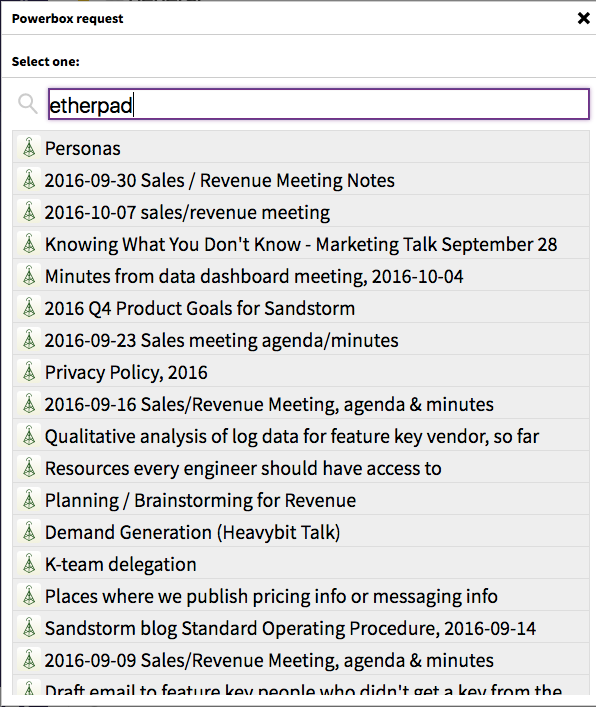 Powerbox request
Select one:
etherpad
Personas
2016-09-30 Sales / Revenue Meeting Notes
2016-10-07 sales/revenue meeting
Knowing What You Don't Know - Marketing Talk September 28
Minutes from data dashboard meeting, 2016-10-04
2016 Q4 Product Goals for Sandstorm
2016-09-23 Sales meeting agenda/minutes
Privacy Policy, 2016
2016-09-16 Sales/Revenue Meeting, agenda & minutes
Qualitative analysis of log data for feature key vendor, so far
Resources every engineer should have access to
Planning / Brainstorming for Revenue
Demand Generation (Heavybit Talk)
K-team delegation
Places where we publish pricing info or messaging info
Sandstorm blog Standard Operating Procedure, 2016-09-14
2016-09-09 Sales/Revenue Meeting, agenda & minutes
Draft email to feature key people who didn't get a key from the